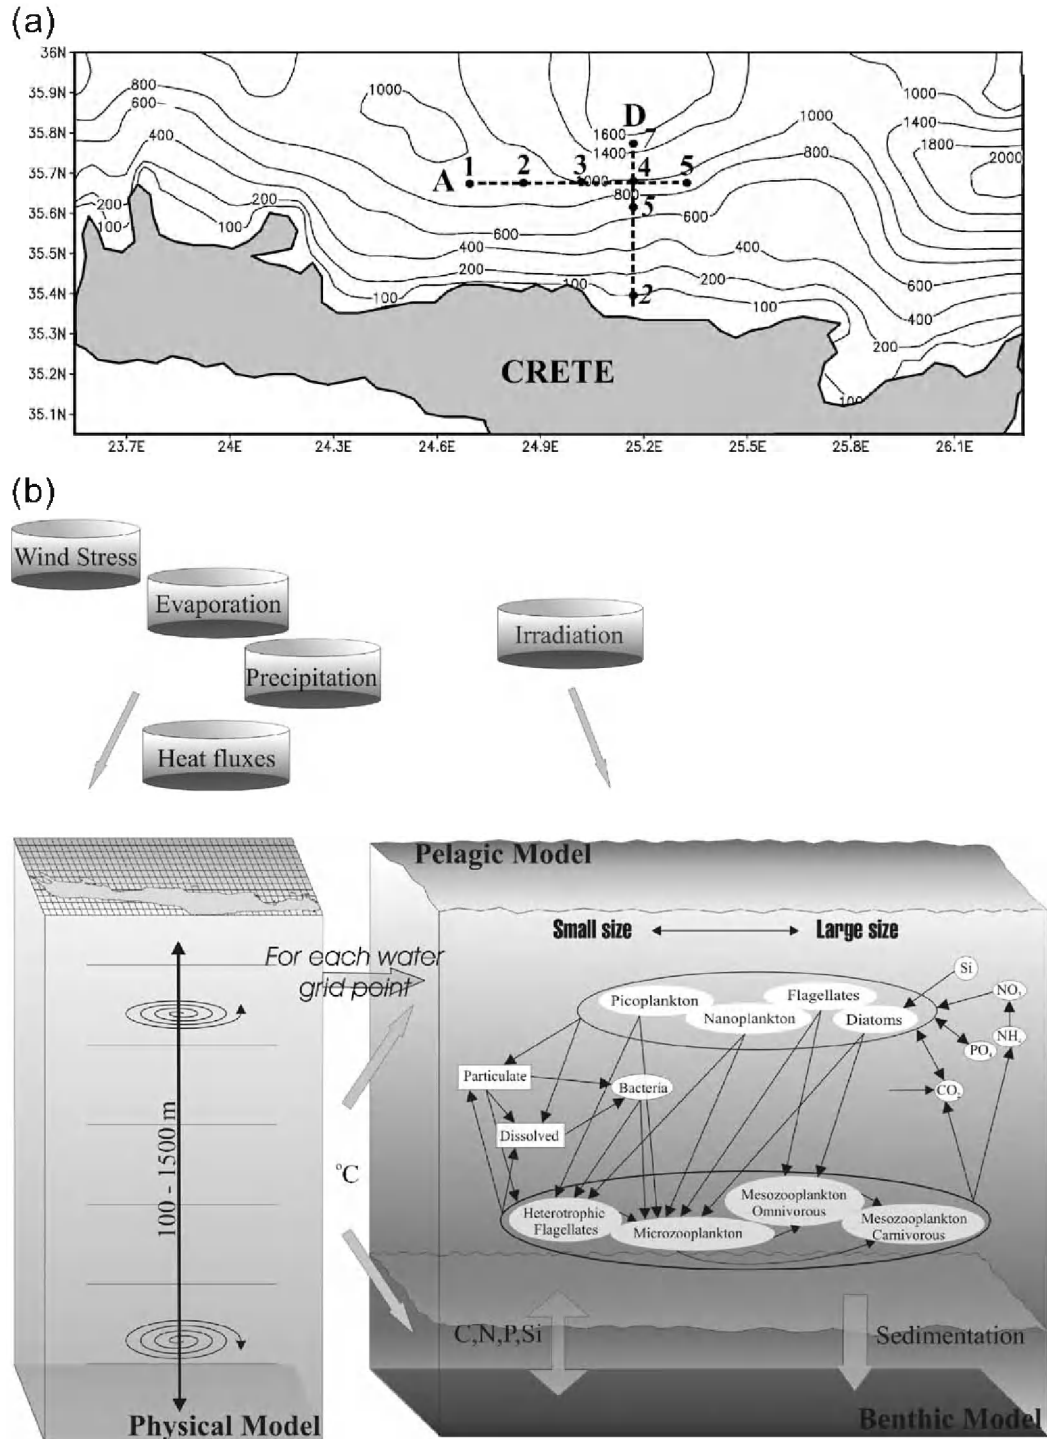 (a)
36N
35.9N
35.8N
35.7N
35.6N
35.5N
35.4N
35.3N
35.2N
35.1N
23.7E 24E 24.3E 24.6E 24.9E 25.2E 25.5E 25.8E 26.1E
800
600
400
200
100
200
100
1000
1600
1400
1000
800
600
400
200
100
1000
800
600
400
200
100
1000
1400
1800
2000
600
400
200
100
D
7
A 1 2 3 4 5
5
2
CRETE
(b)
Wind Stress
Evaporation
Precipitation
Heat fluxes
Irradiation
Pelagic Model
Small size Large size
For each water
grid point
100 - 1500 m
°C
Physical Model
Picoplankton
Nanoplankton
Flagellates
Diatoms
Si
NO
NH
PO
CO
Particulate
Bacteria
Dissolved
Heterotrophic
Flagellates
Microzooplankton
Mesozooplankton
Omnivorous
Mesozooplankton
Carnivorous
C,N,P,Si
Sedimentation
Benthic Model